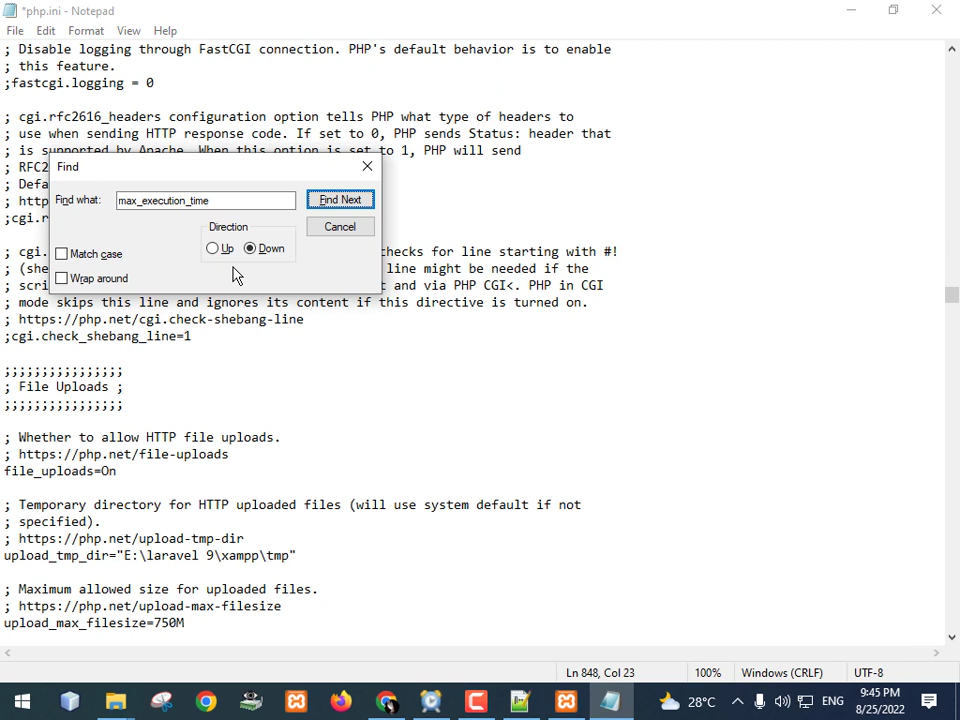 *php.ini - Notepad
File Edit Format View Help
; Disable logging through FastCGI connection. PHP's default behavior is to enable
; this feature.
;fastcgi.logging = 0
; cgi.rfc2616_headers configuration option tells PHP what type of headers to
; use when sending HTTP response code. If set to 0, PHP sends Status: header that
; is supported by Apache. When this option is set to 1, PHP will send
; RFC2
; Defa
; http
;cgi.r
Find
Find what: max_execution_time Find Next
Direction Cancel
Up Down
Match case
Wrap around
; cgi. checks for line starting with #!
; (she line might be needed if the
; scri t and via PHP CGI<. PHP in CGI
; mode skips this line and ignores its content if this directive is turned on.
; https://php.net/cgi.check-shebang-line
;cgi.check_shebang_line=1
;;;;;;;;;;;;;;;;
; File Uploads ;
;;;;;;;;;;;;;;;;
; Whether to allow HTTP file uploads.
; https://php.net/file-uploads
file_uploads=On
; Temporary directory for HTTP uploaded files (will use system default if not
; specified).
; https://php.net/upload-tmp-dir
upload_tmp_dir="E:\laravel 9\xampp\tmp"
; Maximum allowed size for uploaded files.
; https://php.net/upload-max-filesize
upload_max_filesize=750M
Ln 848, Col 23 100% Windows (CRLF) UTF-8
28°C ENG 9:45 PM
8/25/2022